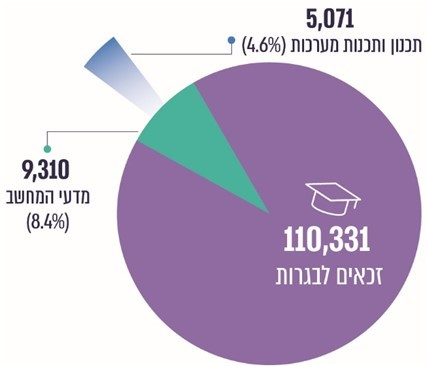 5,071
תכנון ותכנות מערכות (4.6%)
9,310
מדעי המחשב
(8.4%)
110,331
זכאים לבגרות